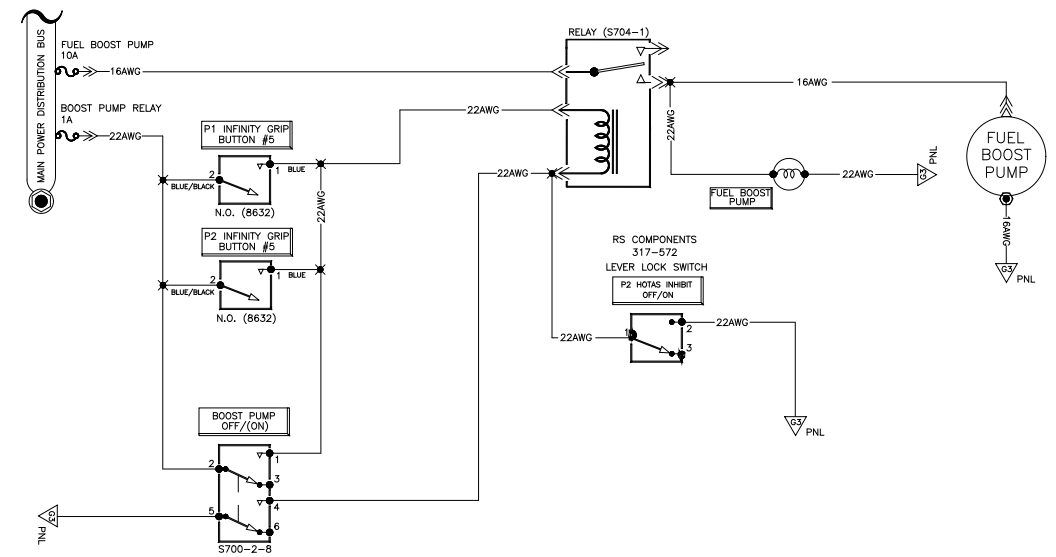 MAIN POWER DISTRIBUTION BUS
FUEL BOOST PUMP
10A
16AWG
BOOST PUMP RELAY
1A
22AWG
P1 INFINITY GRIP
BUTTON #5
2
1
BLUE
BLUE/BLACK
N.O. (8632)
22AWG
P2 INFINITY GRIP
BUTTON #5
2
1
BLUE
BLUE/BLACK
N.O. (8632)
BOOST PUMP
OFF/(ON)
2
1
3
4
5
6
S700-2-8
G3
PNL
RELAY (S704-1)
22AWG
22AWG
16AWG
22AWG
FUEL BOOST
PUMP
22AWG
G3
PNL
FUEL
BOOST
PUMP
16AWG
G3
PNL
RS COMPONENTS
317-572
LEVER LOCK SWITCH
P2 HOTAS INHIBIT
OFF/ON
22AWG
1
2
3
22AWG
G3
PNL